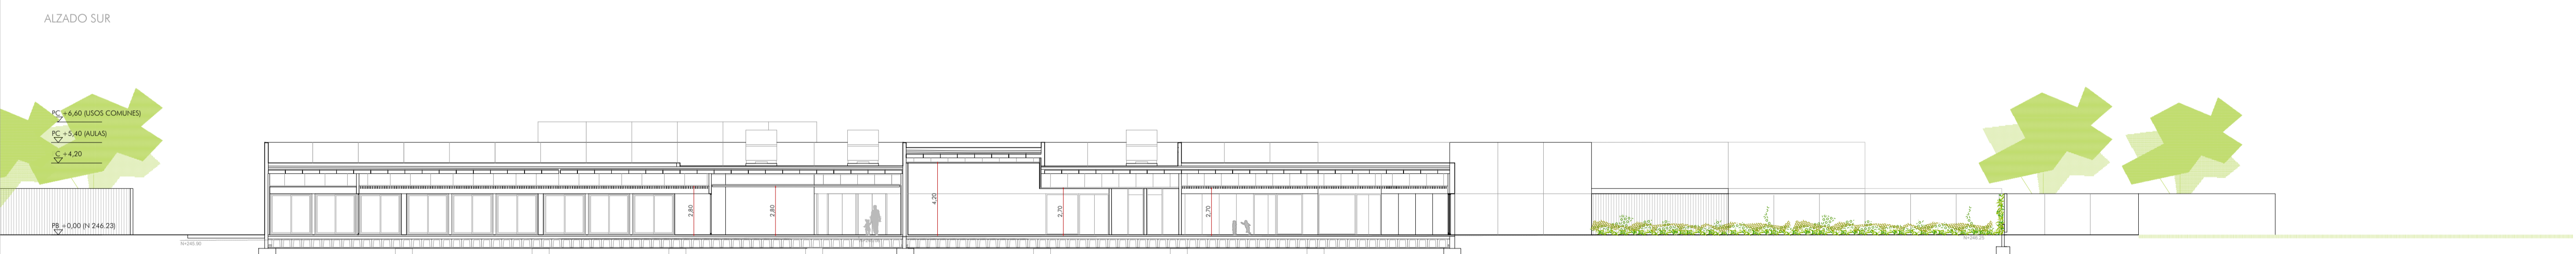 ALZADO SUR
PC +6,60 (USOS COMUNES)
PC +5,40 (AULAS)
C +4,20
PB +0,00 (N 246.23)
2,80
2,80
4,20
2,70
2,70